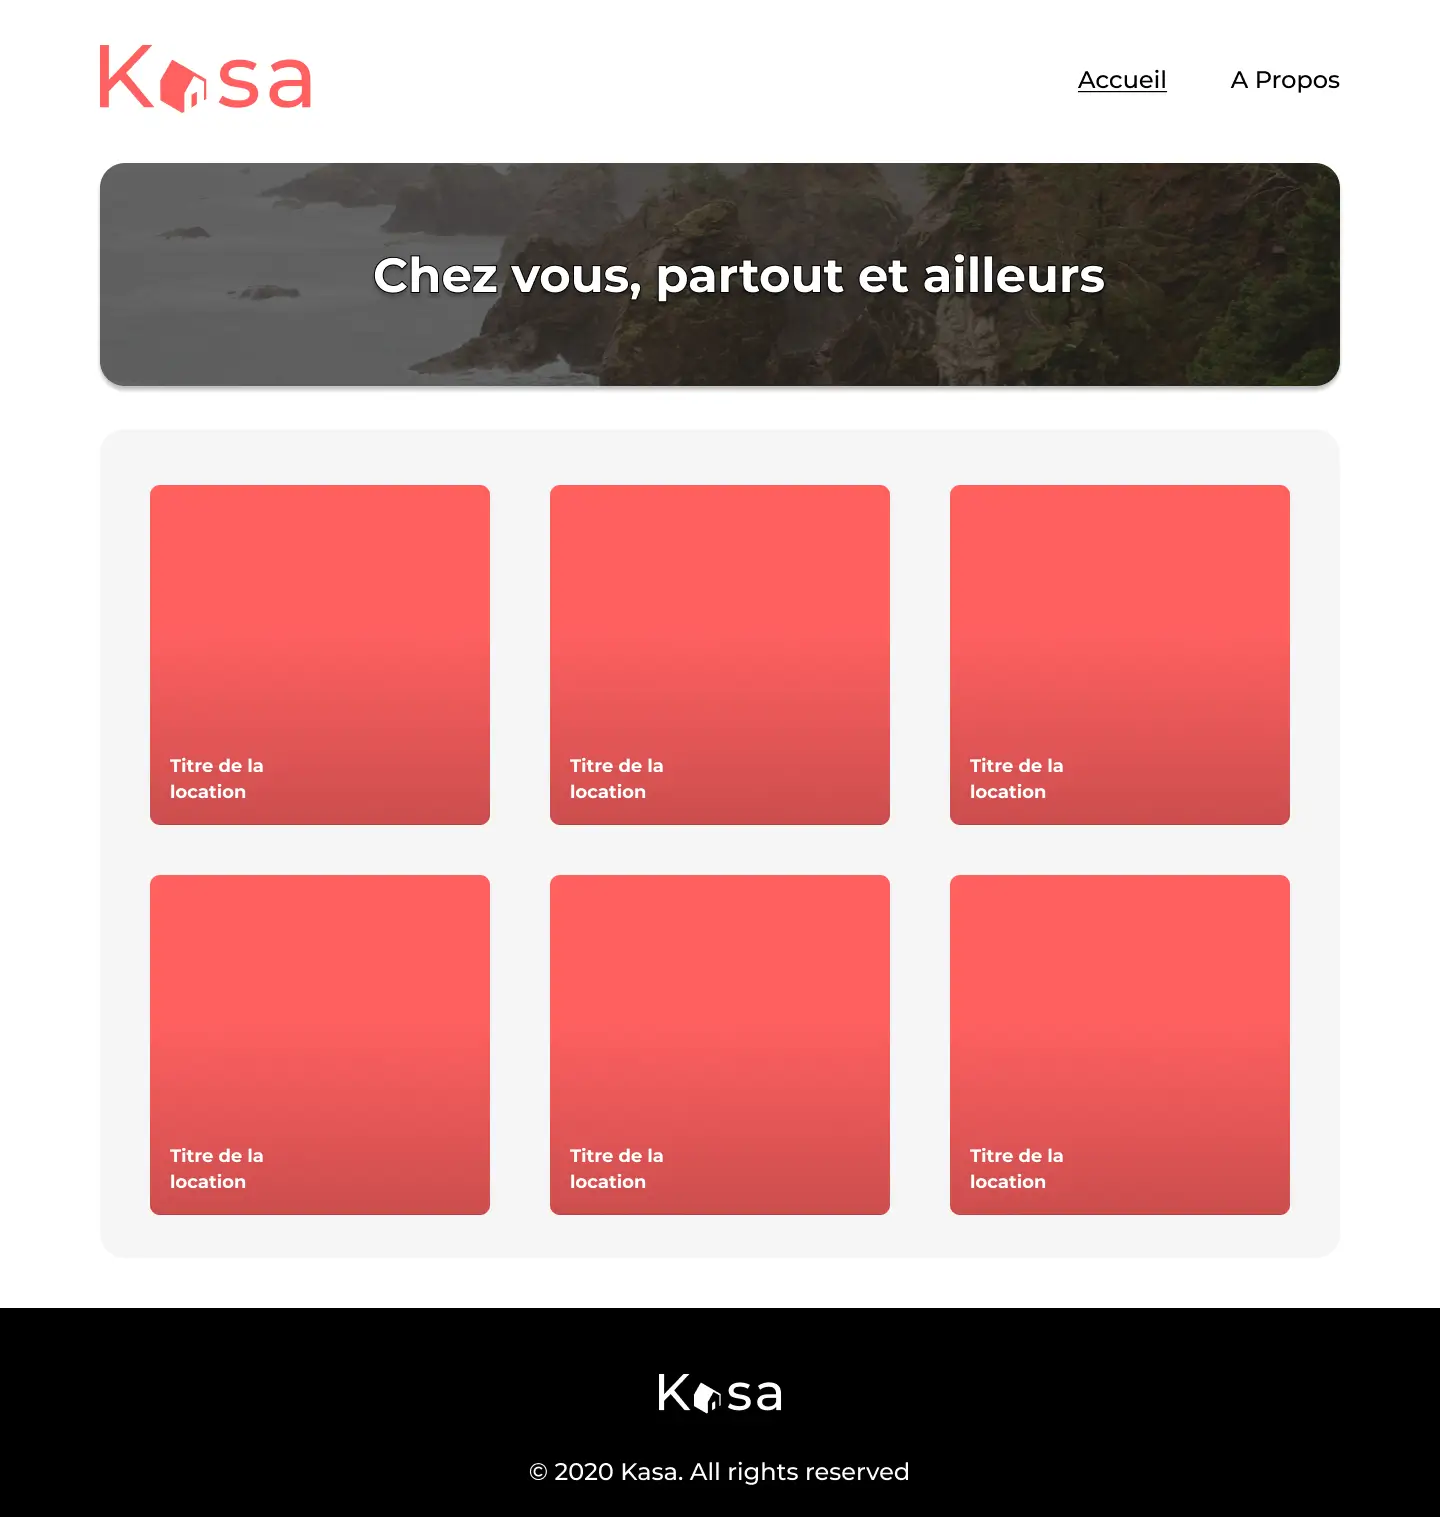 Kasa
Accueil
A Propos
Chez vous, partout et ailleurs
Titre de la
location
Titre de la
location
Titre de la
location
Titre de la
location
Titre de la
location
Titre de la
location
Kasa
© 2020 Kasa. All rights reserved